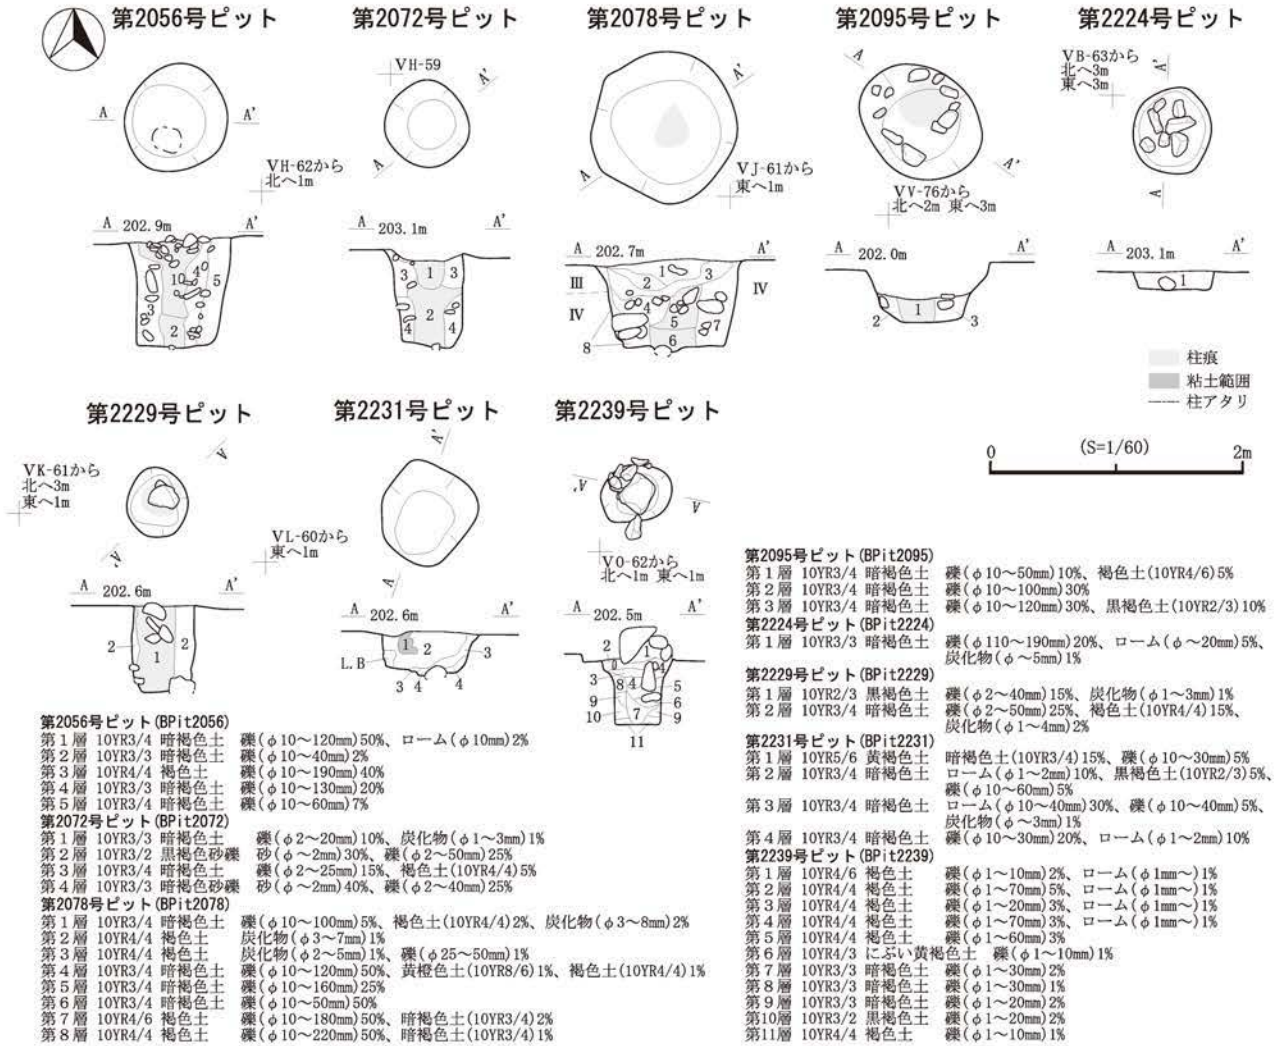 第2056号ピット
第2072号ピット
第2078号ピット
第2095号ピット
第2224号ピット
A
A'
ⅤH-62から
北へ1m
A 202.9m A'
10
4
5
3
2
ⅤH-59
A'
A
A 203.1m A'
3 1 3
2
4 4
A'
A
ⅤJ-61から
東へ1m
A 202.7m A'
Ⅲ
Ⅳ
Ⅳ
1
2
3
4
5
6
7
8
A
A'
ⅤV-76から
北へ2m 東へ3m
A 202.0m A'
2
1
3
ⅤB-63から
北へ3m
東へ3m
A'
A
A 203.1m A'
1
柱痕
粘土範囲
柱アタリ
0 (S=1/60) 2m
第2229号ピット
第2231号ピット
第2239号ピット
ⅤK-61から
北へ3m
東へ1m
A
A'
A 202.6m A'
2
1
2
ⅤL-60から
東へ1m
A'
A
A 202.6m A'
1 2
3
L.B
3 4 4
A'
A
ⅤO-62から
北へ1m 東へ1m
A 202.5m A'
2 1
3 8 4 4 5
9 6
10 7 9
11
第2056号ピット(BPit2056)
第1層 10YR3/4 暗褐色土 礫(φ10～120mm)50%、ローム(φ10mm)2%
第2層 10YR3/3 暗褐色土 礫(φ10～40mm)2%
第3層 10YR4/4 褐色土 礫(φ10～190mm)40%
第4層 10YR3/3 暗褐色土 礫(φ10～130mm)20%
第5層 10YR3/4 暗褐色土 礫(φ10～60mm)7%
第2072号ピット(BPit2072)
第1層 10YR3/3 暗褐色土 礫(φ2～20mm)10%、炭化物(φ1～3mm)1%
第2層 10YR3/2 黒褐色砂礫 砂(φ～2mm)30%、礫(φ2～50mm)25%
第3層 10YR3/4 暗褐色土 礫(φ2～25mm)15%、褐色土(10YR4/4)5%
第4層 10YR3/3 暗褐色砂礫 砂(φ～2mm)40%、礫(φ2～40mm)25%
第2078号ピット(BPit2078)
第1層 10YR3/4 暗褐色土 礫(φ10～100mm)5%、褐色土(10YR4/4)2%、炭化物(φ3～8mm)2%
第2層 10YR4/4 褐色土 炭化物(φ3～7mm)1%
第3層 10YR4/4 褐色土 炭化物(φ2～5mm)1%、礫(φ25～50mm)1%
第4層 10YR3/4 暗褐色土 礫(φ10～120mm)50%、黄橙色土(10YR8/6)1%、褐色土(10YR4/4)1%
第5層 10YR3/4 暗褐色土 礫(φ10～160mm)25%
第6層 10YR3/4 暗褐色土 礫(φ10～50mm)50%
第7層 10YR4/6 褐色土 礫(φ10～180mm)50%、暗褐色土(10YR3/4)2%
第8層 10YR4/4 褐色土 礫(φ10～220mm)50%、暗褐色土(10YR3/4)1%
第2095号ピット(BPit2095)
第1層 10YR3/4 暗褐色土 礫(φ10～50mm)10%、褐色土(10YR4/6)5%
第2層 10YR3/4 暗褐色土 礫(φ10～100mm)30%
第3層 10YR3/4 暗褐色土 礫(φ10～120mm)30%、黒褐色土(10YR2/3)10%
第2224号ピット(BPit2224)
第1層 10YR3/3 暗褐色土 礫(φ110～190mm)20%、ローム(φ～20mm)5%、
炭化物(φ～5mm)1%
第2229号ピット(BPit2229)
第1層 10YR2/3 黒褐色土 礫(φ2～40mm)15%、炭化物(φ1～3mm)1%
第2層 10YR3/4 暗褐色土 礫(φ2～50mm)25%、褐色土(10YR4/4)15%、
炭化物(φ1～4mm)2%
第2231号ピット(BPit2231)
第1層 10YR5/6 黄褐色土 暗褐色土(10YR3/4)15%、礫(φ10～30mm)5%
第2層 10YR3/4 暗褐色土 ローム(φ1～2mm)10%、黒褐色土(10YR2/3)5%、
礫(φ10～60mm)5%
第3層 10YR3/4 暗褐色土 ローム(φ10～40mm)30%、礫(φ10～40mm)5%、
炭化物(φ～3mm)1%
第4層 10YR3/4 暗褐色土 礫(φ10～30mm)20%、ローム(φ1～2mm)10%
第2239号ピット(BPit2239)
第1層 10YR4/6 褐色土 礫(φ1～10mm)2%、ローム(φ1mm～)1%
第2層 10YR4/4 褐色土 礫(φ1～70mm)5%、ローム(φ1mm～)1%
第3層 10YR4/4 褐色土 礫(φ1～20mm)3%、ローム(φ1mm～)1%
第4層 10YR4/4 褐色土 礫(φ1～70mm)3%、ローム(φ1mm～)1%
第5層 10YR4/4 褐色土 礫(φ1～60mm)3%
第6層 10YR4/3 にぶい黄褐色土 礫(φ1～10mm)1%
第7層 10YR3/3 暗褐色土 礫(φ1～30mm)2%
第8層 10YR3/3 暗褐色土 礫(φ1～30mm)1%
第9層 10YR3/3 暗褐色土 礫(φ1～20mm)2%
第10層 10YR3/2 黒褐色土 礫(φ1～20mm)2%
第11層 10YR4/4 褐色土 礫(φ1～10mm)1%